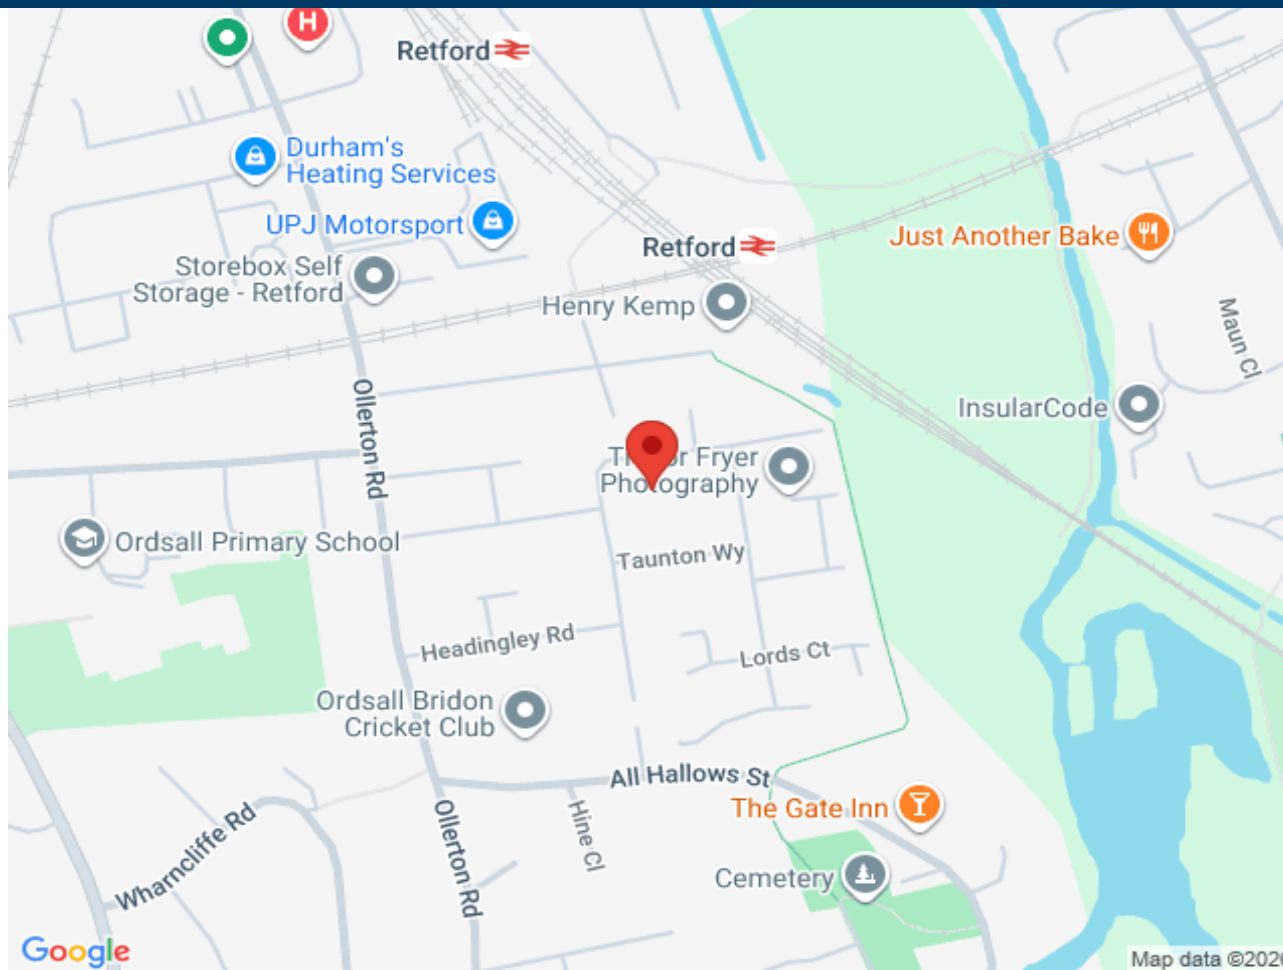 H
Retford
Durham's
Heating Services
UPJ Motorsport
Storebox Self
Storage - Retford
Retford
Just Another Bake
Henry Kemp
Maun Cl
Ollerton Rd
InsularCode
Fryer
Photography
Ordsall Primary School
Taunton Wy
Headingley Rd
Lords Ct
Ordsall Bridon
Cricket Club
All Hallows St
The Gate Inn
Hine Cl
Wharncliffe Rd
Ollerton Rd
Cemetery
Google
Map data ©202